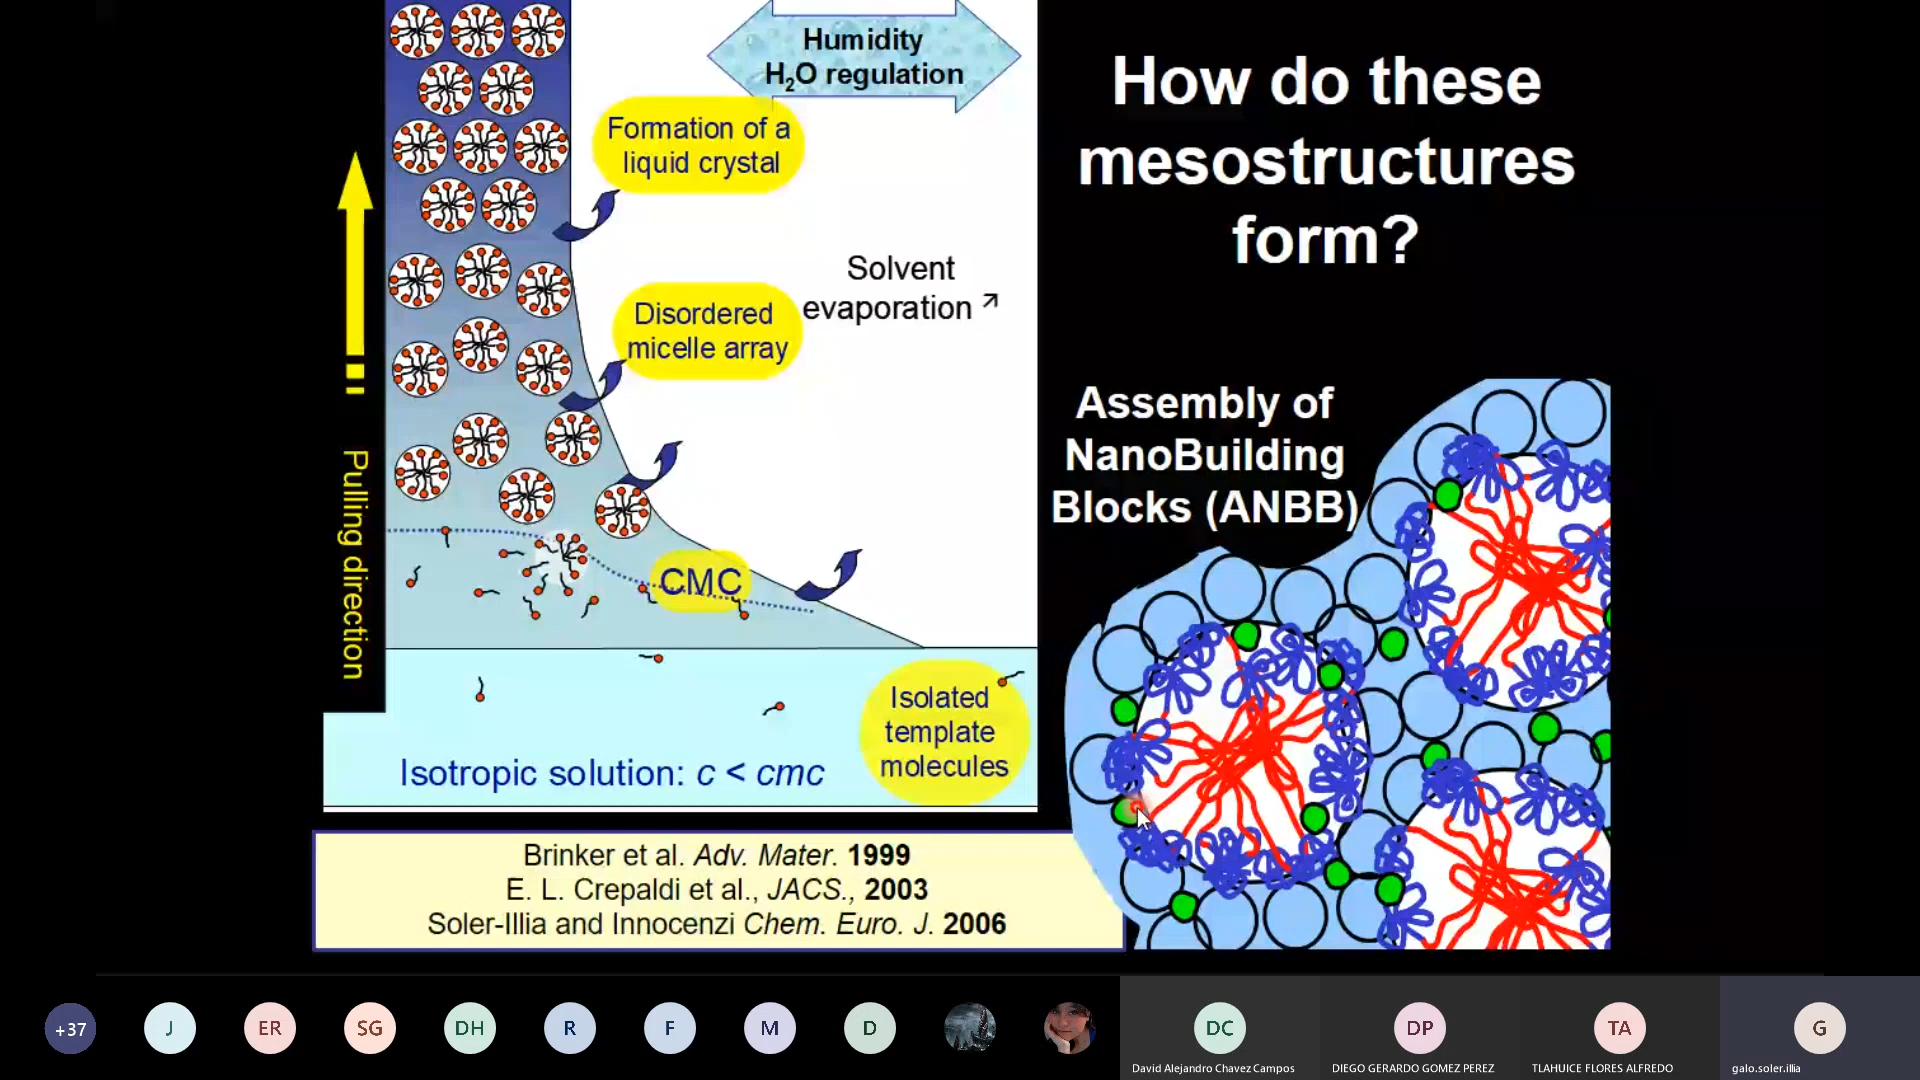 Humidity
H₂O regulation
How do these
mesostructures
form?
Formation of a
liquid crystal
Solvent
evaporation ↗
Disordered
micelle array
Assembly of
NanoBuilding
Blocks (ANBB)
Pulling direction
CMC
Isolated
template
molecules
Isotropic solution: c < cmc
Brinker et al. Adv. Mater. 1999
E. L. Crepaldi et al., JACS., 2003
Soler-Illia and Innocenzi Chem. Euro. J. 2006
+37
J
ER
SG
DH
R
F
M
D
DC
DP
TA
G
David Alejandro Chavez Campos
DIEGO GERARDO GOMEZ PEREZ
TLAHUICE FLORES ALFREDO
galo.soler.illia